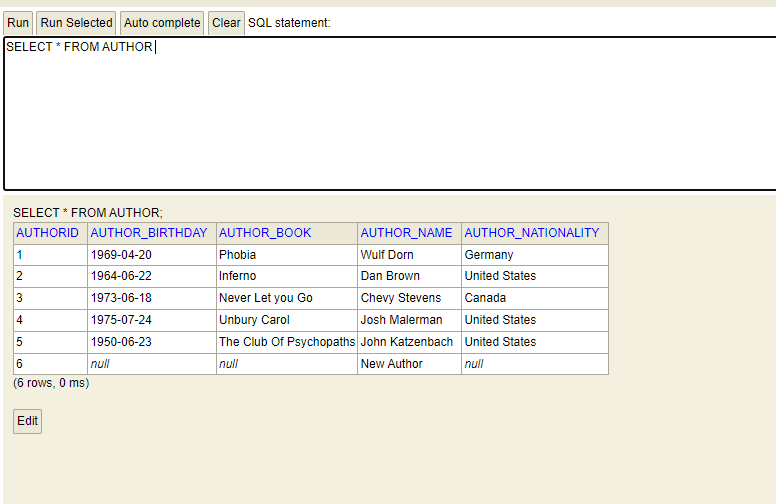 Run Run Selected Auto complete Clear SQL statement:
SELECT * FROM AUTHOR
SELECT * FROM AUTHOR;
AUTHORID AUTHOR_BIRTHDAY AUTHOR_BOOK AUTHOR_NAME AUTHOR_NATIONALITY
1 1969-04-20 Phobia Wulf Dorn Germany
2 1964-06-22 Inferno Dan Brown United States
3 1973-06-18 Never Let you Go Chevy Stevens Canada
4 1975-07-24 Unbury Carol Josh Malerman United States
5 1950-06-23 The Club Of Psychopaths John Katzenbach United States
6 null null New Author null
(6 rows, 0 ms)
Edit